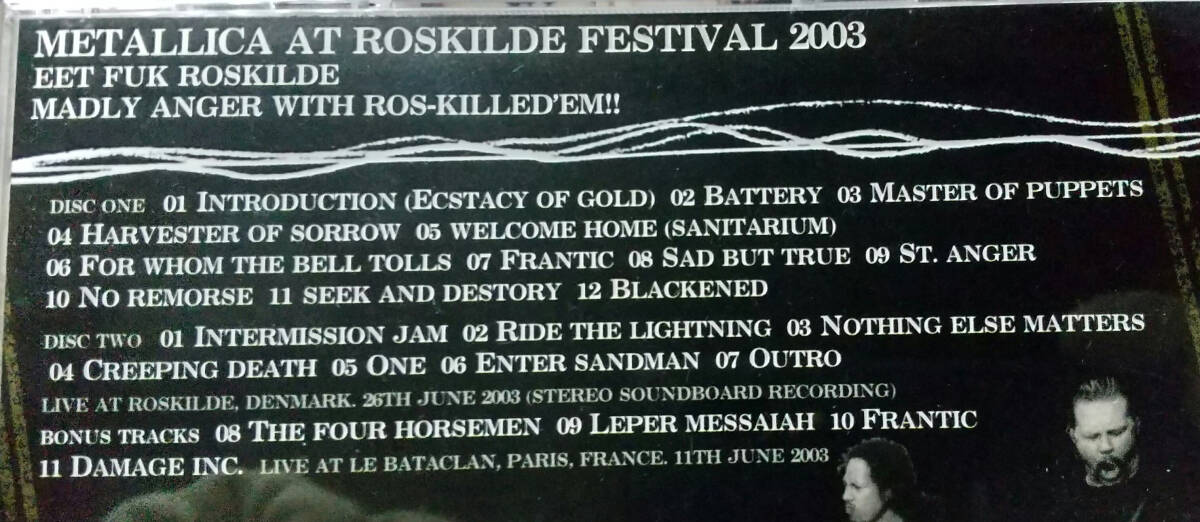 METALLICA AT ROSKILDE FESTIVAL 2003
EET FUK ROSKILDE
MADLY ANGER WITH ROS-KILLED'EM!!
DISC ONE 01 INTRODUCTION (ECSTACY OF GOLD) 02 BATTERY 03 MASTER OF PUPPETS
04 HARVESTER OF SORROW 05 WELCOME HOME (SANITARIUM)
06 FOR WHOM THE BELL TOLLS 07 FRANTIC 08 SAD BUT TRUE 09 ST. ANGER
10 NO REMORSE 11 SEEK AND DESTORY 12 BLACKENED
DISC TWO 01 INTERMISSION JAM 02 RIDE THE LIGHTNING 03 NOTHING ELSE MATTERS
04 CREEPING DEATH 05 ONE 06 ENTER SANDMAN 07 OUTRO
LIVE AT ROSKILDE, DENMARK. 26TH JUNE 2003 (STEREO SOUNDBOARD RECORDING)
BONUS TRACKS 08 THE FOUR HORSEMEN 09 LEPER MESSAIAH 10 FRANTIC
11 DAMAGE INC. LIVE AT LE BATACLAN, PARIS, FRANCE. 11TH JUNE 2003